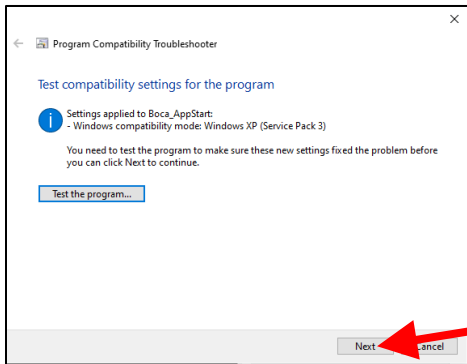 Program Compatibility Troubleshooter
Test compatibility settings for the program
Settings applied to Boca_AppStart:
- Windows compatibility mode: Windows XP (Service Pack 3)
You need to test the program to make sure these new settings fixed the problem before
you can click Next to continue.
Test the program...
Next